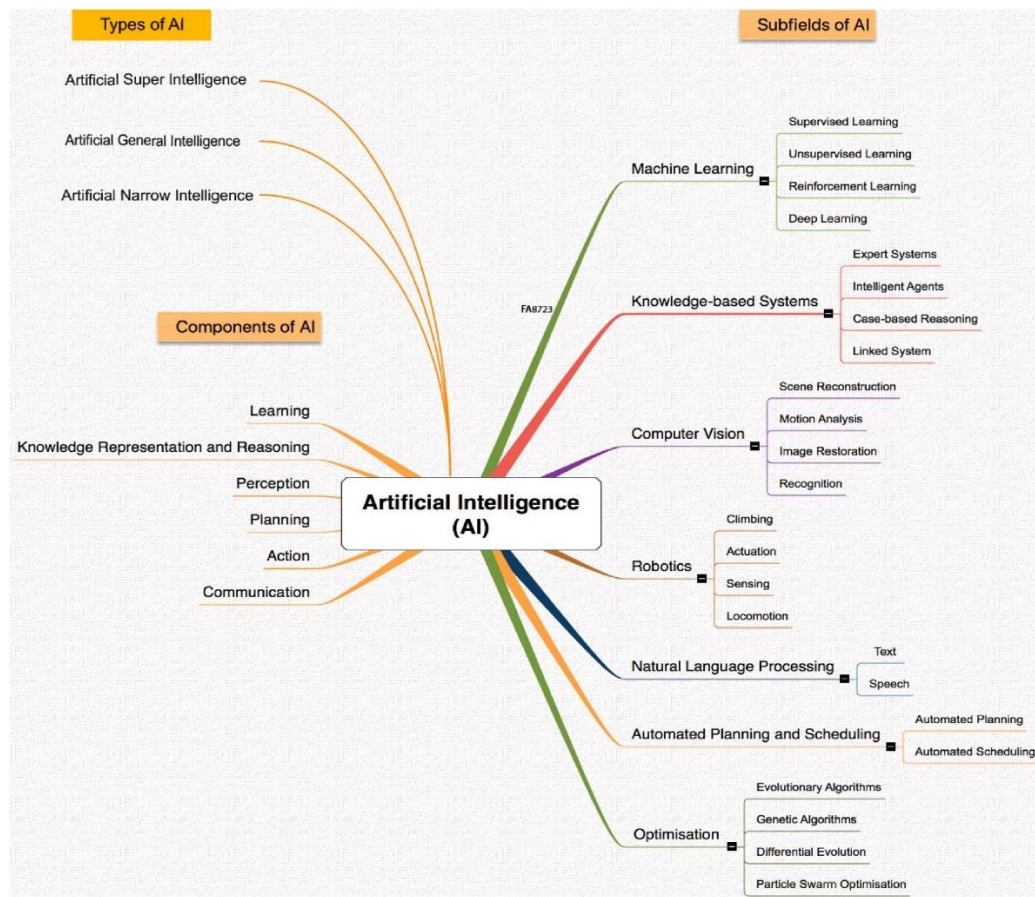 Types of AI
Artificial Super Intelligence
Artificial General Intelligence
Artificial Narrow Intelligence
Components of AI
Learning
Knowledge Representation and Reasoning
Perception
Planning
Action
Communication
Artificial Intelligence
(AI)
Subfields of AI
FA8723
Machine Learning
Supervised Learning
Unsupervised Learning
Reinforcement Learning
Deep Learning
Knowledge-based Systems
Expert Systems
Intelligent Agents
Case-based Reasoning
Linked System
Computer Vision
Scene Reconstruction
Motion Analysis
Image Restoration
Recognition
Robotics
Climbing
Actuation
Sensing
Locomotion
Natural Language Processing
Text
Speech
Automated Planning and Scheduling
Automated Planning
Automated Scheduling
Optimisation
Evolutionary Algorithms
Genetic Algorithms
Differential Evolution
Particle Swarm Optimisation